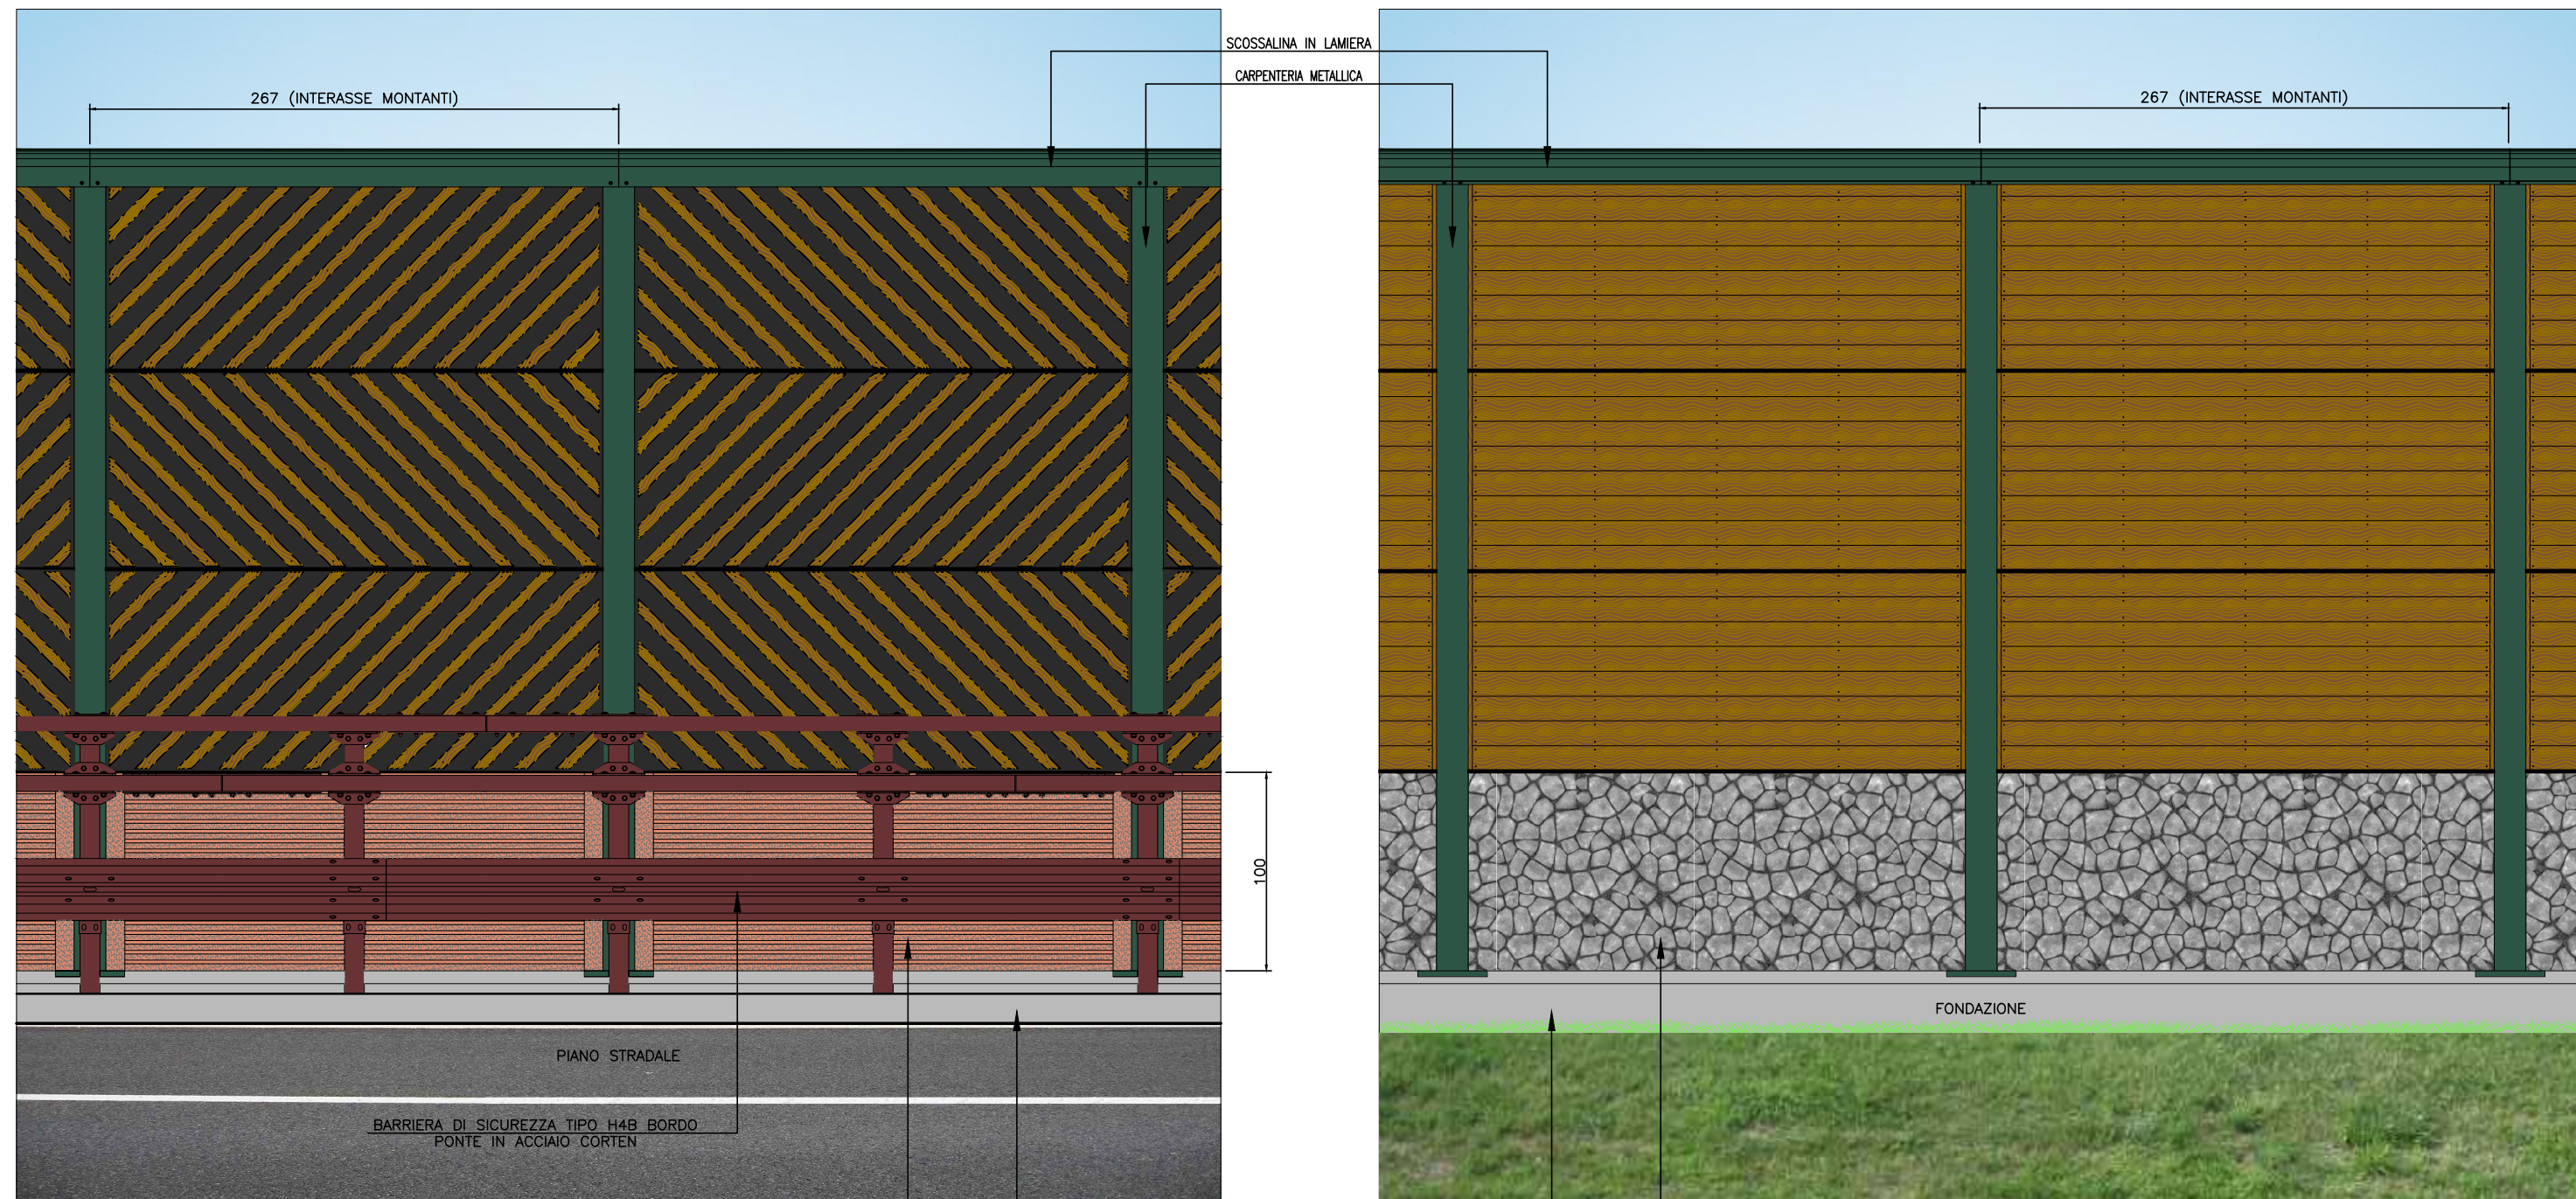 SCOSSALINA IN LAMIERA
CARPENTERIA METALLICA
267 (INTERASSE MONTANTI)
267 (INTERASSE MONTANTI)
100
FONDAZIONE
PIANO STRADALE
BARRIERA DI SICUREZZA TIPO H4B BORDO
PONTE IN ACCIAIO CORTEN